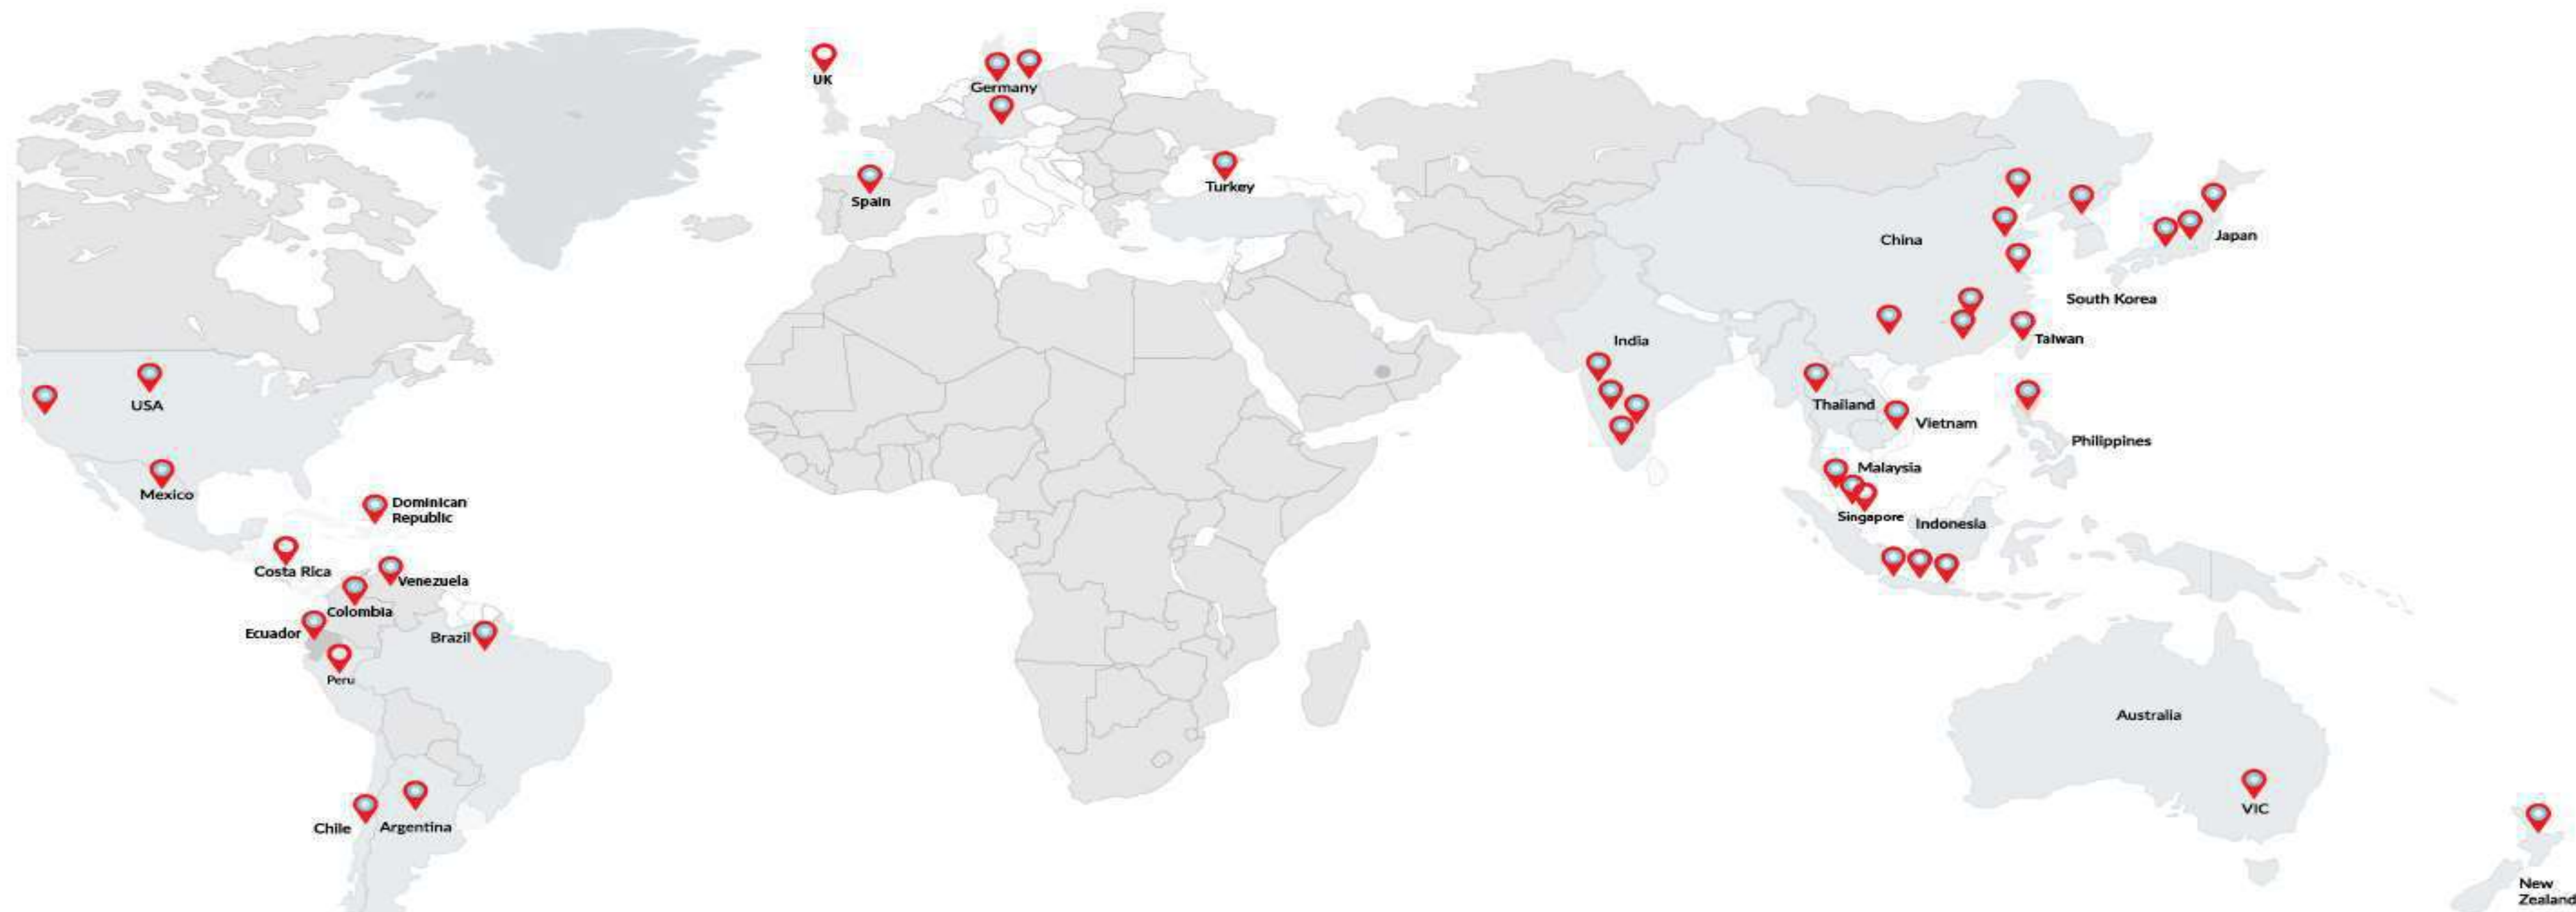 UK
Germany
Spain
Turkey
China
Japan
South Korea
Taiwan
India
USA
Thailand
Vietnam
Philippines
Malaysia
Mexico
Dominican
Republic
Singapore
Indonesia
Costa Rica
Venezuela
Colombia
Ecuador
Brazil
Peru
Australia
VIC
Chile
Argentina
New
Zealand